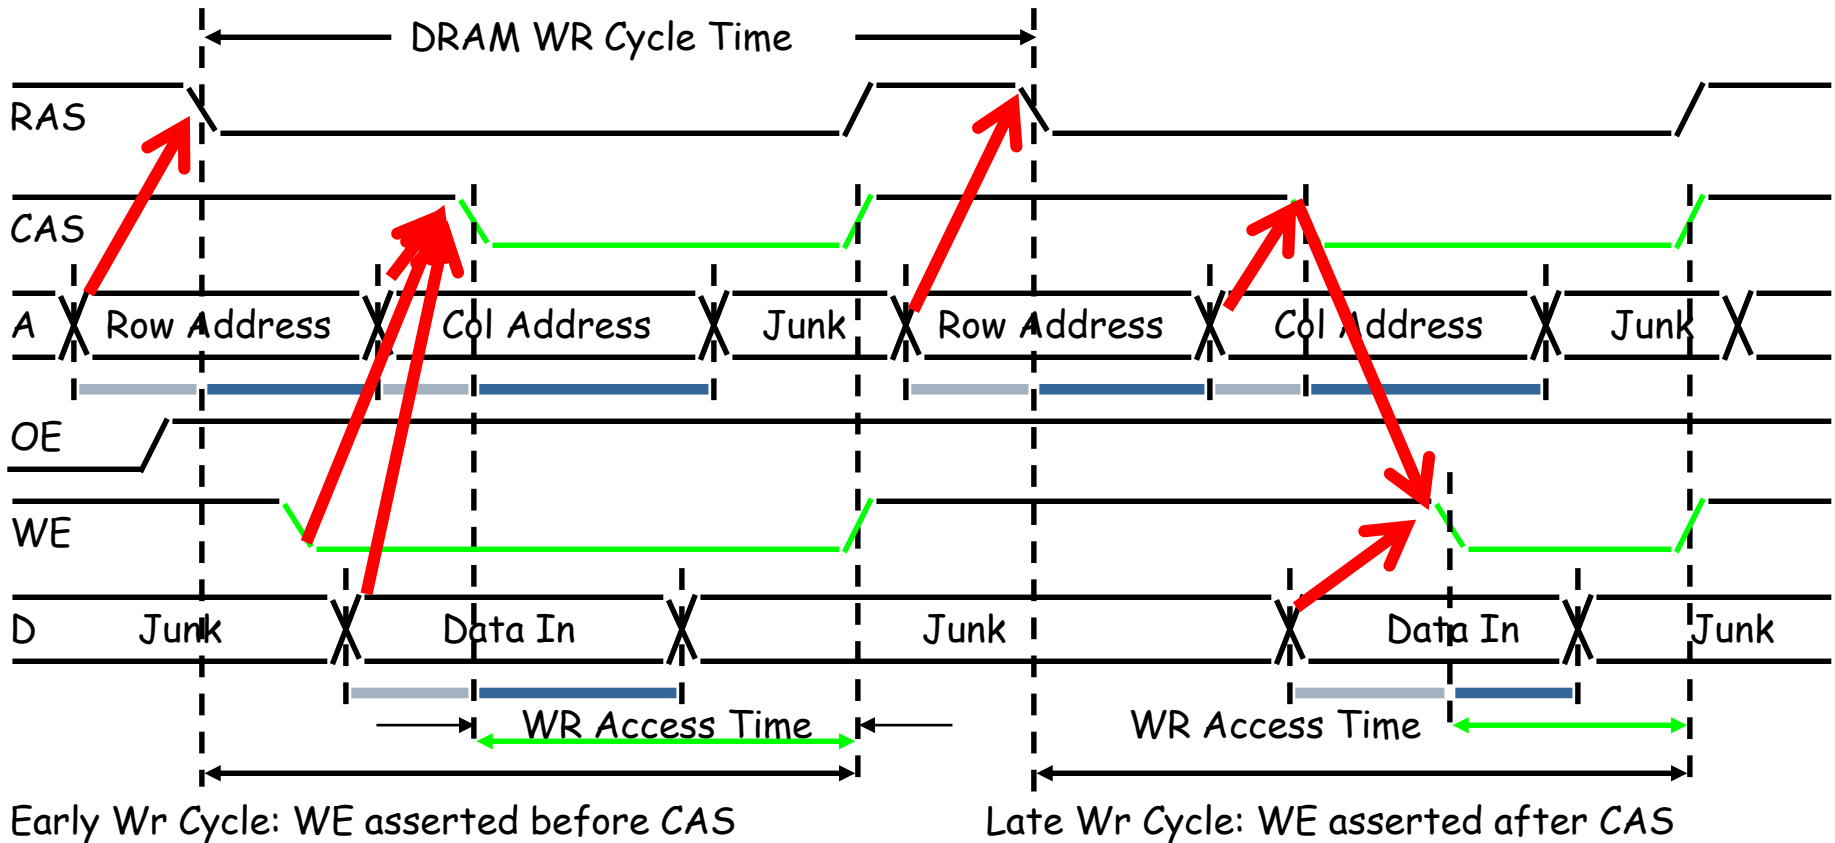 DRAM WR Cycle Time
RAS
CAS
A Row Address Col Address Junk Row Address Col Address Junk
OE
WE
D Junk Data In Junk Data In Junk
WR Access Time WR Access Time
Early Wr Cycle: WE asserted before CAS Late Wr Cycle: WE asserted after CAS